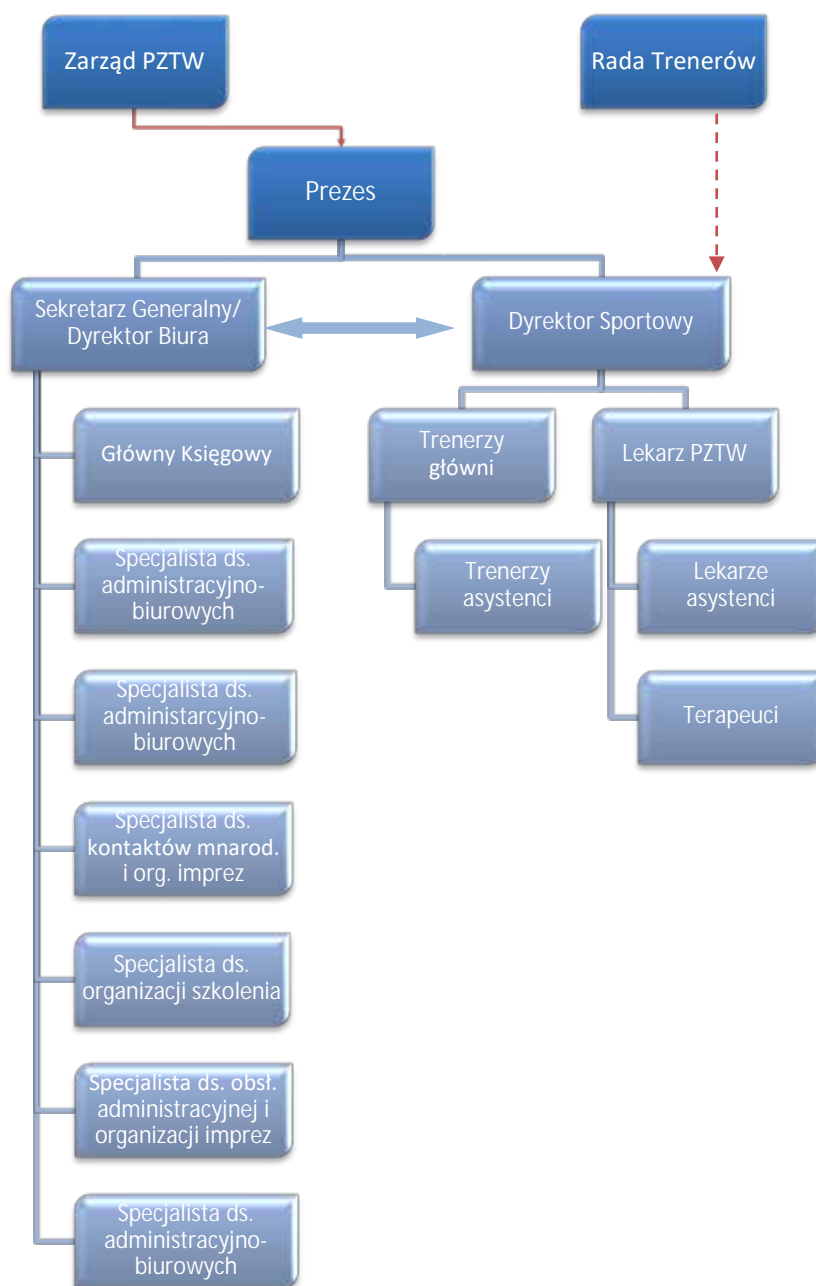 Zarząd PZTW
Rada Trenerów
Prezes
Sekretarz Generalny/
Dyrektor Biura
Dyrektor Sportowy
Główny Księgowy
Trenerzy
główni
Lekarz PZTW
Specjalista ds.
administracyjno-
biurowych
Trenerzy
asystenci
Lekarze
asystenci
Specjalista ds.
administarcyjno-
biurowych
Terapeuci
Specjalista ds.
kontaktów mnarod.
i org. imprez
Specjalista ds.
organizacji szkolenia
Specjalista ds. obsł.
administracyjnej i
organizacji imprez
Specjalista ds.
administracyjno-
biurowych